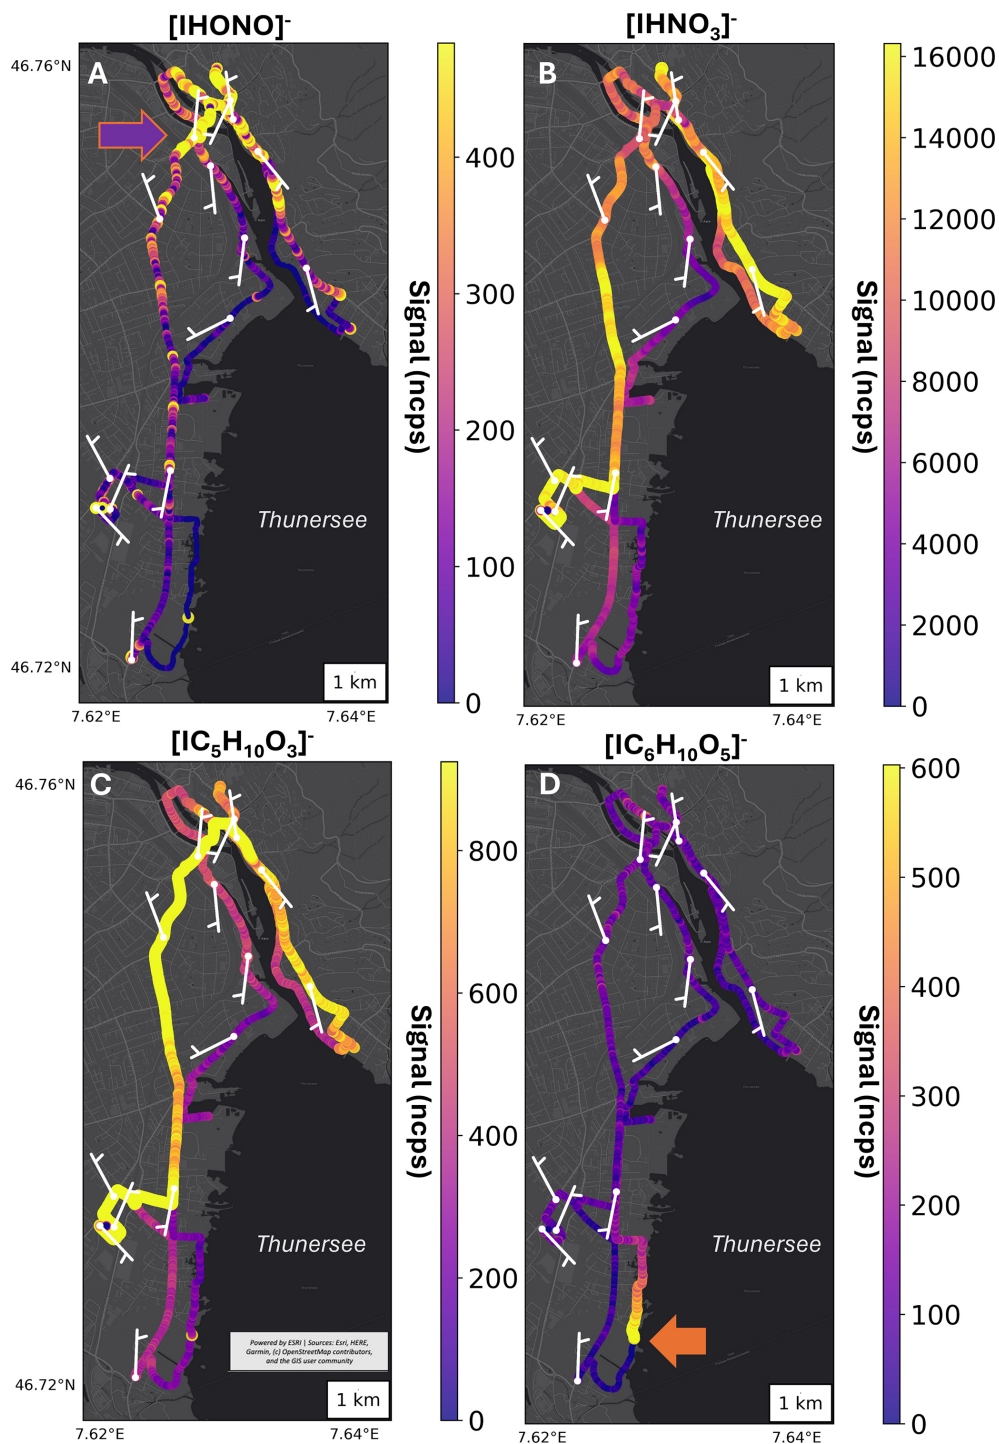 [IHONO]⁻
[IHNO₃]⁻
46.76°N
A
B
16000
14000
400
12000
300
10000
Signal (ncps)
Signal (ncps)
8000
200
6000
Thunersee
Thunersee
100
4000
2000
46.72°N
1 km
1 km
0
0
7.62°E
7.64°E
7.62°E
7.64°E
[IC₅H₁₀O₃]⁻
[IC₆H₁₀O₅]⁻
46.76°N
C
D
600
800
500
600
400
Signal (ncps)
Signal (ncps)
300
400
200
Thunersee
Thunersee
200
100
Powered by ESRI | Sources: Esri, HERE,
Garmin, (c) OpenStreetMap contributors,
and the GIS user community
46.72°N
1 km
1 km
0
0
7.62°E
7.64°E
7.62°E
7.64°E